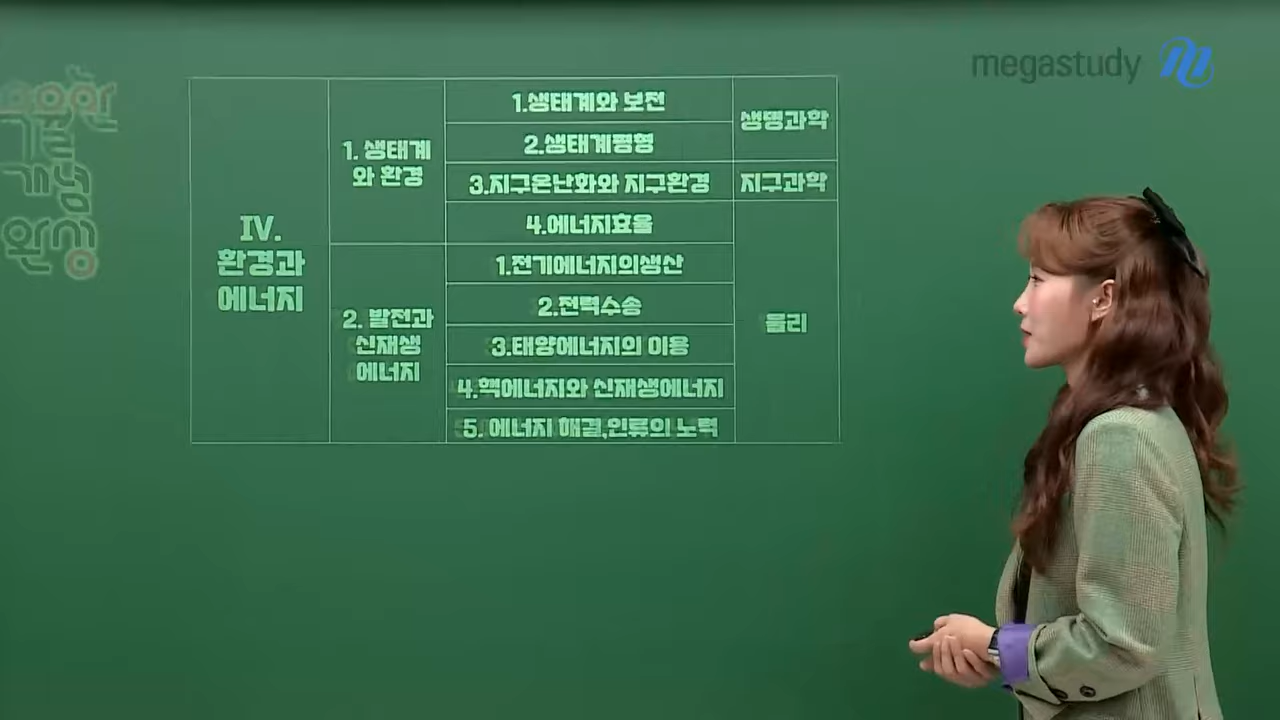 megastudy
IV.
환경과
에너지
1. 생태계
와 환경
1.생태계와 보전
2.생태계평형
3.지구온난화와 지구환경
4.에너지효율
생명과학
지구과학
2. 발전과
신재생
에너지
1.전기에너지의생산
2.전력수송
3.태양에너지의 이용
4.핵에너지와 신재생에너지
5. 에너지 해결,인류의 노력
물리